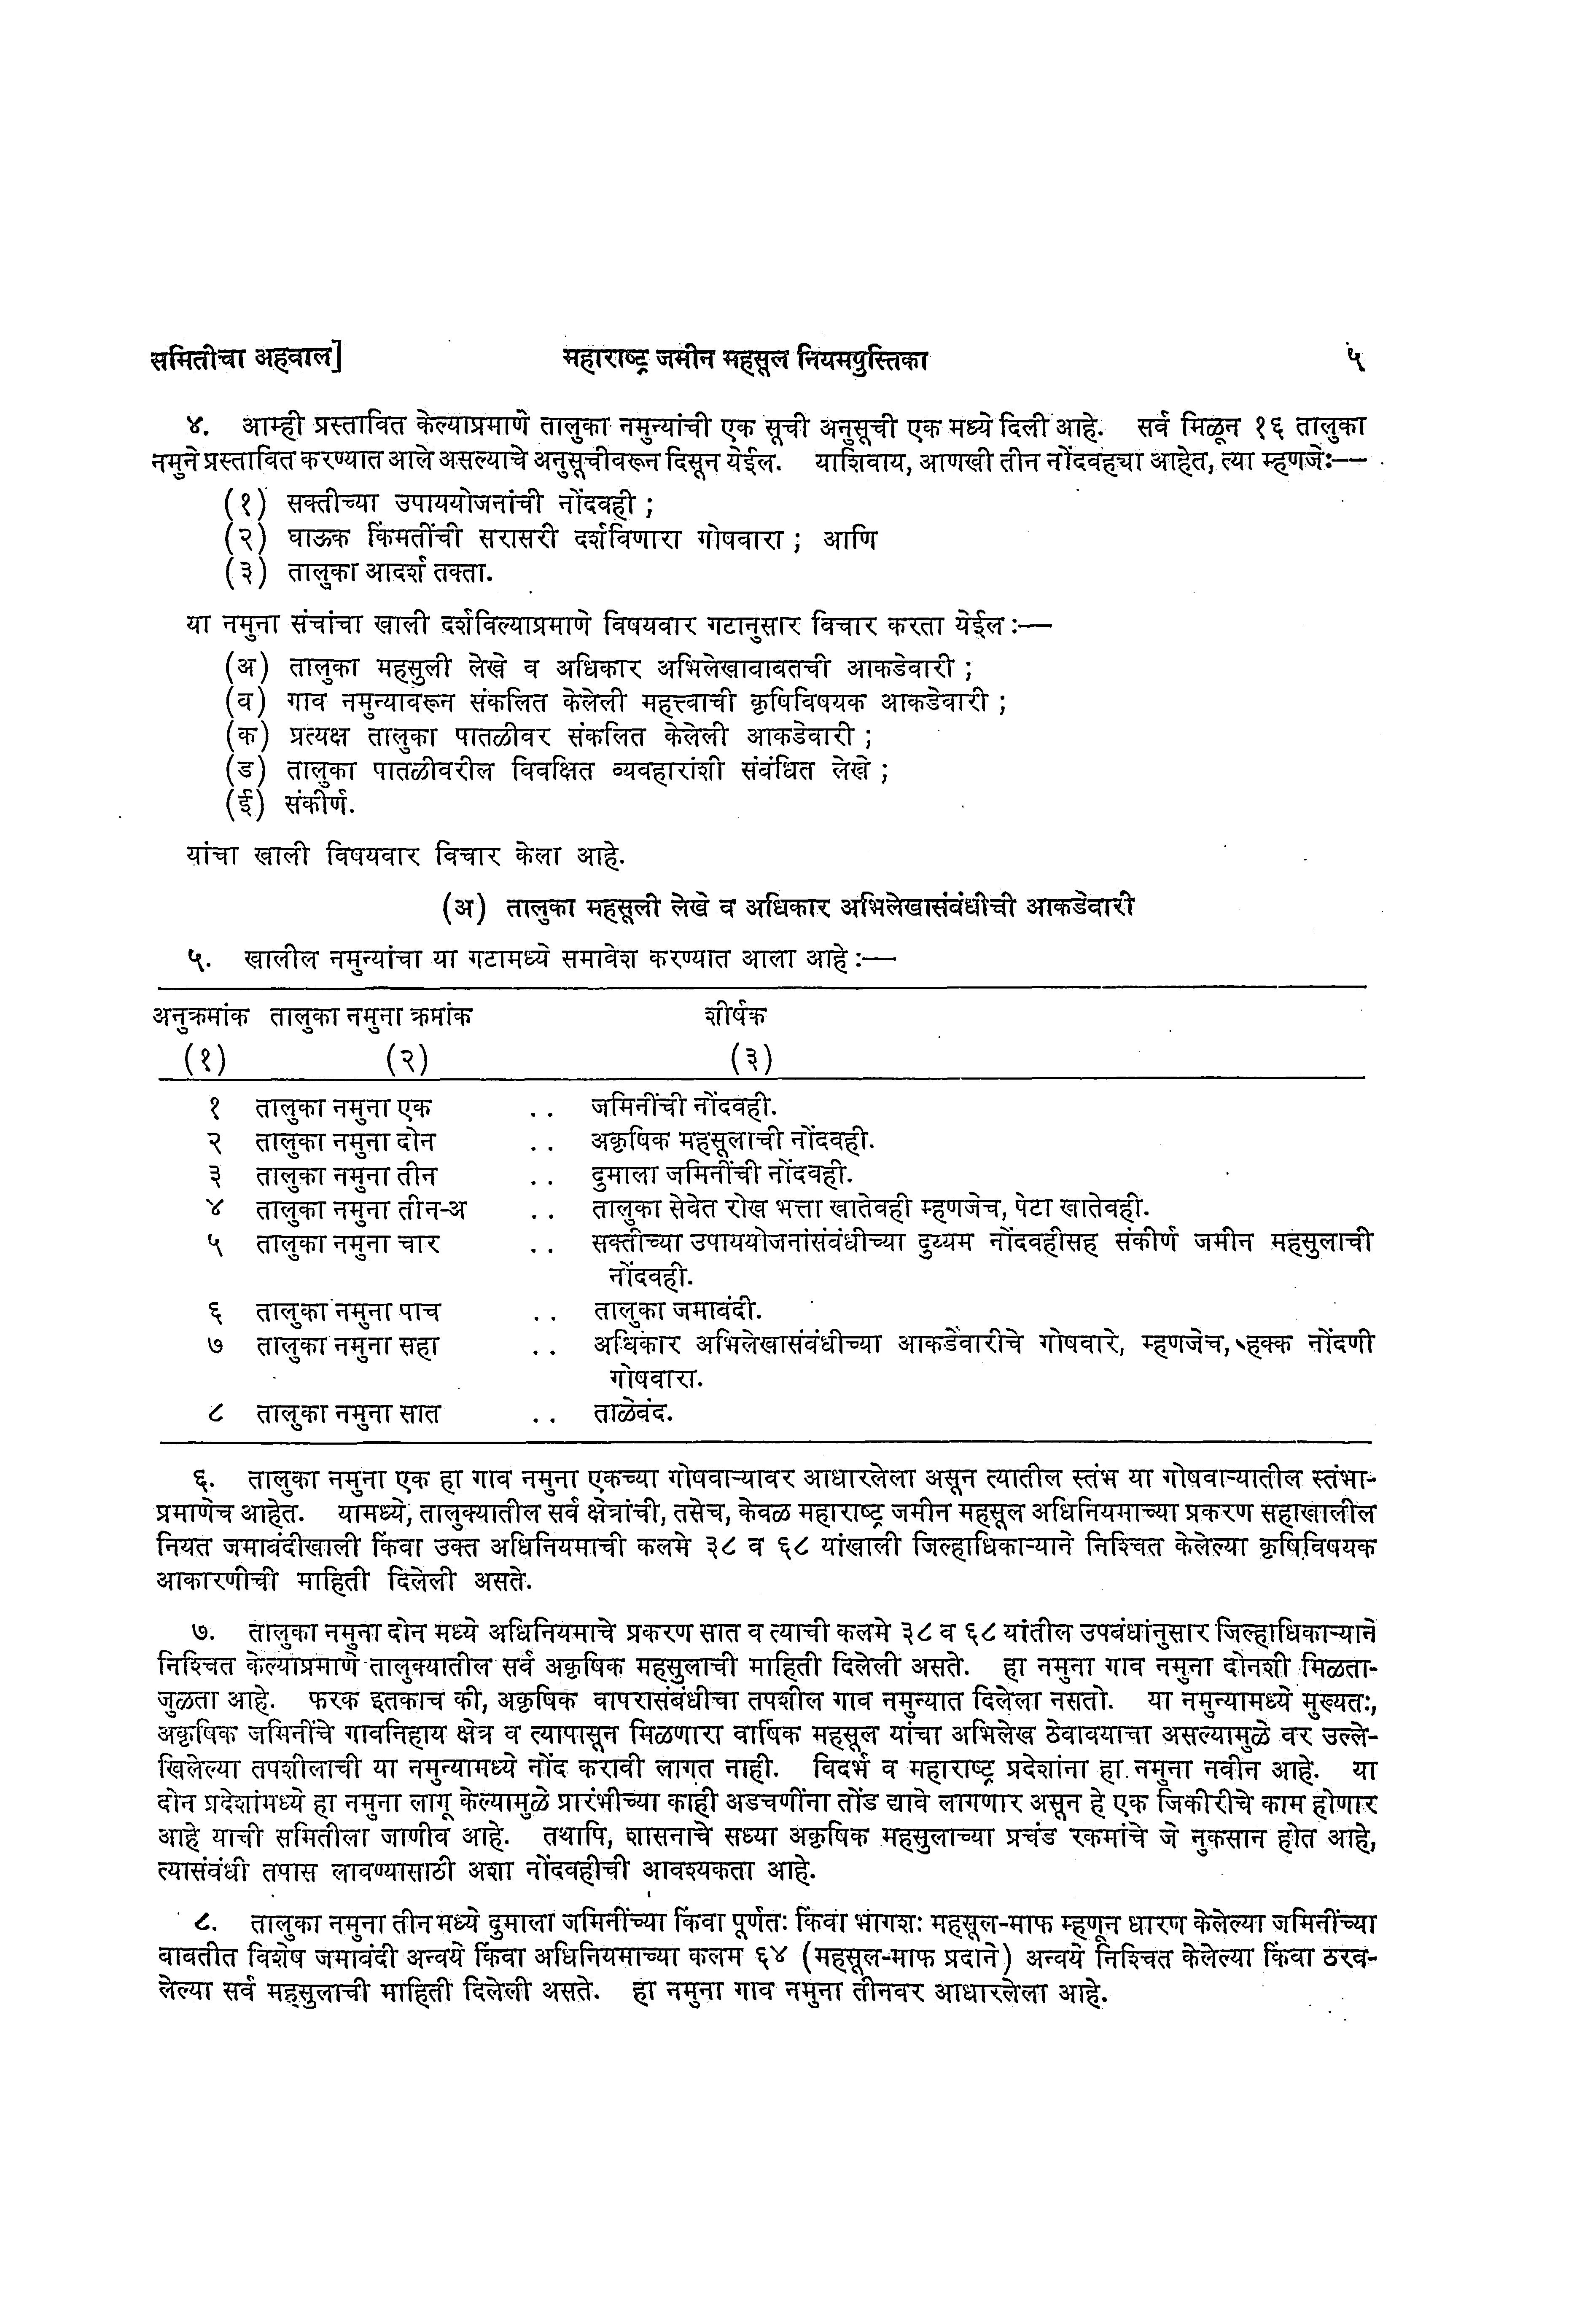 समितीचा अहवाल] महाराष्ट्र जमीन महसूल नियमपुस्तिका ५
४. आम्ही प्रस्तावित केल्याप्रमाणे तालुका नमुन्यांची एक सूची अनुसूची एक मध्ये दिली आहे. सर्व मिळून १६ तालुका
नमुने प्रस्तावित करण्यात आले असल्याचे अनुसूचीवरून दिसून येईल. याशिवाय, आणखी तीन नोंदवह्या आहेत, त्या म्हणजे:—
(१) सक्तीच्या उपाययोजनांची नोंदवही ;
(२) घाऊक किंमतींची सरासरी दर्शविणारा गोषवारा ; आणि
(३) तालुका आदर्श तक्ता.
या नमुना संचांचा खाली दर्शविल्याप्रमाणे विषयवार गटानुसार विचार करता येईल :—
(अ) तालुका महसुली लेखे व अधिकार अभिलेखाबाबतची आकडेवारी ;
(ब) गाव नमुन्यावरून संकलित केलेली महत्त्वाची कृषिविषयक आकडेवारी ;
(क) प्रत्यक्ष तालुका पातळीवर संकलित केलेली आकडेवारी ;
(ड) तालुका पातळीवरील विवक्षित व्यवहारांशी संबंधित लेखे ;
(ई) संकीर्ण.
यांचा खाली विषयवार विचार केला आहे.
(अ) तालुका महसूली लेखे व अधिकार अभिलेखासंबंधीची आकडेवारी
५. खालील नमुन्यांचा या गटामध्ये समावेश करण्यात आला आहे :—
अनुक्रमांक तालुका नमुना क्रमांक शीर्षक
(१) (२) (३)
१ तालुका नमुना एक .. जमिनींची नोंदवही.
२ तालुका नमुना दोन .. अकृषिक महसूलाची नोंदवही.
३ तालुका नमुना तीन .. दुमाला जमिनींची नोंदवही.
४ तालुका नमुना तीन-अ .. तालुका सेवेत रोख भत्ता खातेवही म्हणजेच, पेटा खातेवही.
५ तालुका नमुना चार .. सक्तीच्या उपाययोजनांसंबंधीच्या दुय्यम नोंदवहीसह संकीर्ण जमीन महसुलाची
नोंदवही.
६ तालुका नमुना पाच .. तालुका जमाबंदी.
७ तालुका नमुना सहा .. अधिकार अभिलेखासंबंधीच्या आकडेवारीचे गोषवारे, म्हणजेच, हक्क नोंदणी
गोषवारा.
८ तालुका नमुना सात .. ताळेबंद.
६. तालुका नमुना एक हा गाव नमुना एकच्या गोषवाऱ्यावर आधारलेला असून त्यातील स्तंभ या गोषवाऱ्यातील स्तंभा-
प्रमाणेच आहेत. यामध्ये, तालुक्यातील सर्व क्षेत्रांची, तसेच, केवळ महाराष्ट्र जमीन महसूल अधिनियमाच्या प्रकरण सहाखालील
नियत जमाबंदीखाली किंवा उक्त अधिनियमाची कलमे ३८ व ६८ यांखाली जिल्हाधिकाऱ्याने निश्चित केलेल्या कृषिविषयक
आकारणीची माहिती दिलेली असते.
७. तालुका नमुना दोन मध्ये अधिनियमाचे प्रकरण सात व त्याची कलमे ३८ व ६८ यांतील उपबंधांनुसार जिल्हाधिकाऱ्याने
निश्चित केल्याप्रमाणे तालुक्यातील सर्व अकृषिक महसुलाची माहिती दिलेली असते. हा नमुना गाव नमुना दोनशी मिळता-
जुळता आहे. फरक इतकाच की, अकृषिक वापरासंबंधीचा तपशील गाव नमुन्यात दिलेला नसतो. या नमुन्यामध्ये मुख्यतः,
अकृषिक जमिनींचे गावनिहाय क्षेत्र व त्यापासून मिळणारा वार्षिक महसूल यांचा अभिलेख ठेवावयाचा असल्यामुळे वर उल्ले-
खिलेल्या तपशीलाची या नमुन्यामध्ये नोंद करावी लागत नाही. विदर्भ व महाराष्ट्र प्रदेशांना हा नमुना नवीन आहे. या
दोन प्रदेशांमध्ये हा नमुना लागू केल्यामुळे प्रारंभीच्या काही अडचणींना तोंड द्यावे लागणार असून हे एक जिकीरीचे काम होणार
आहे याची समितीला जाणीव आहे. तथापि, शासनाचे सध्या अकृषिक महसुलाच्या प्रचंड रकमांचे जे नुकसान होत आहे,
त्यासंबंधी तपास लावण्यासाठी अशा नोंदवहीची आवश्यकता आहे.
८. तालुका नमुना तीन मध्ये दुमाला जमिनींच्या किंवा पूर्णतः किंवा भागशः महसूल-माफ म्हणून धारण केलेल्या जमिनींच्या
बाबतीत विशेष जमाबंदी अन्वये किंवा अधिनियमाच्या कलम ६४ (महसूल-माफ प्रदाने) अन्वये निश्चित केलेल्या किंवा ठरव-
लेल्या सर्व महसुलाची माहिती दिलेली असते. हा नमुना गाव नमुना तीनवर आधारलेला आहे.